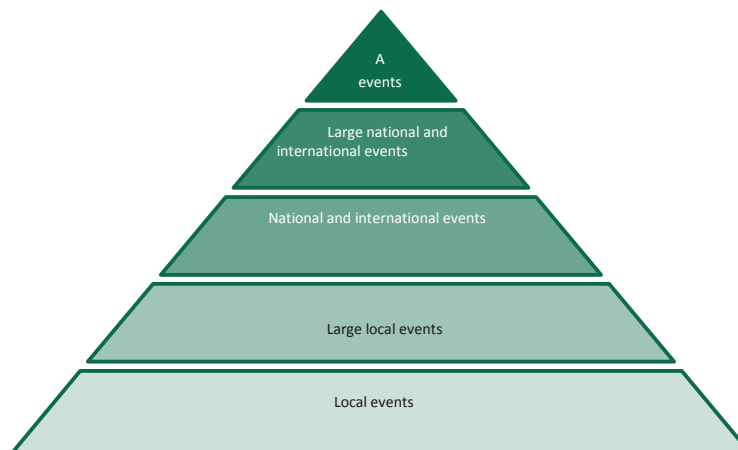 A
events
Large national and
international events
National and international events
Large local events
Local events